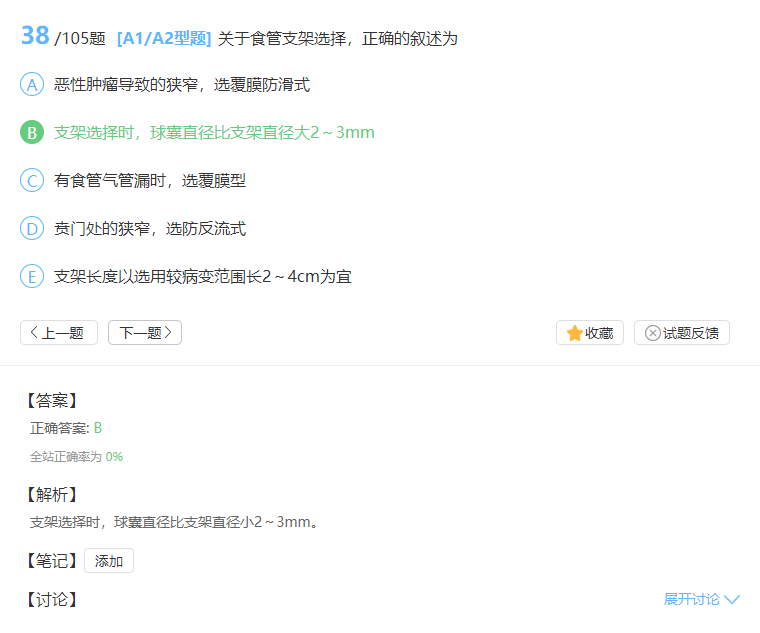 38 /105题 [A1/A2型题] 关于食管支架选择，正确的叙述为
A 恶性肿瘤导致的狭窄，选覆膜防滑式
B 支架选择时，球囊直径比支架直径大2～3mm
C 有食管气管漏时，选覆膜型
D 贲门处的狭窄，选防反流式
E 支架长度以选用较病变范围长2～4cm为宜
上一题 下一题 收藏 试题反馈
【答案】
正确答案: B
全站正确率为 0%
【解析】
支架选择时，球囊直径比支架直径小2～3mm。
【笔记】 添加
【讨论】 展开讨论